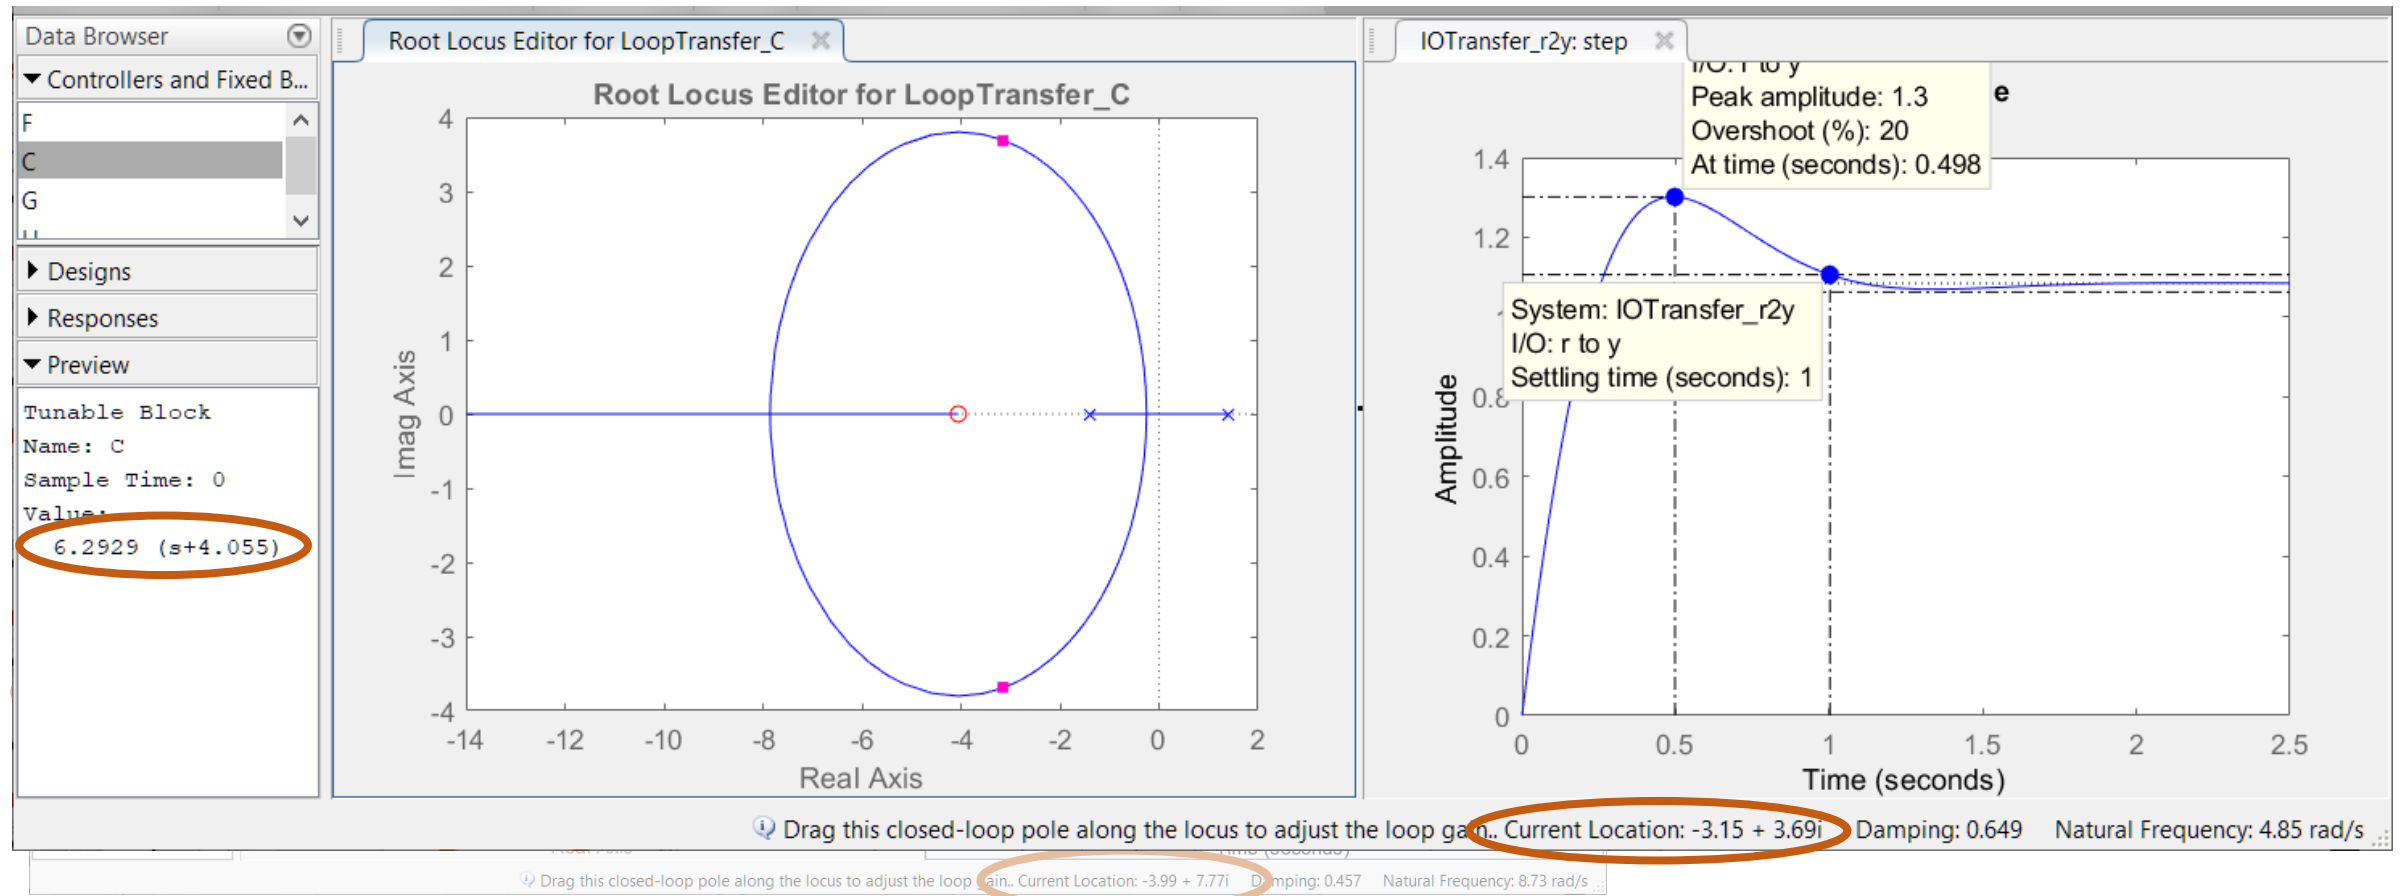 Data Browser
Controllers and Fixed B...
F
C
G
Designs
Responses
Preview
Tunable Block
Name: C
Sample Time: 0
Value:
6.2929 (s+4.055)
Root Locus Editor for LoopTransfer_C
Root Locus Editor for LoopTransfer_C
4
3
2
1
0
-1
-2
-3
-4
Imag Axis
-14 -12 -10 -8 -6 -4 -2 0 2
Real Axis
IOTransfer_r2y: step
I/O: r to y
Peak amplitude: 1.3
Overshoot (%): 20
At time (seconds): 0.498
e
1.4
1.2
System: IOTransfer_r2y
I/O: r to y
Settling time (seconds): 1
0.8
0.6
0.4
0.2
0
Amplitude
0 0.5 1 1.5 2 2.5
Time (seconds)
Drag this closed-loop pole along the locus to adjust the loop gain.. Current Location: -3.15 + 3.69i Damping: 0.649 Natural Frequency: 4.85 rad/s
Real Axis
Time (seconds)
Drag this closed-loop pole along the locus to adjust the loop gain.. Current Location: -3.99 + 7.77i Damping: 0.457 Natural Frequency: 8.73 rad/s